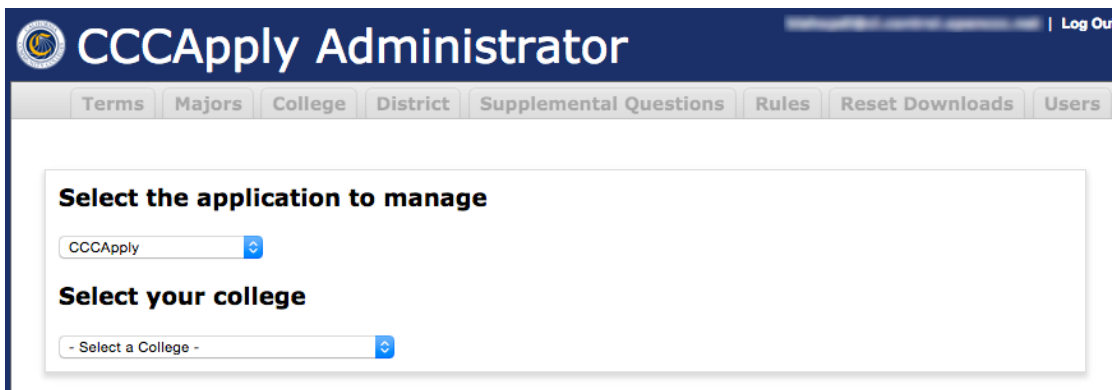 | Log Ou
CCCApply Administrator
Terms Majors College District Supplemental Questions Rules Reset Downloads Users
Select the application to manage
CCCApply
Select your college
- Select a College -